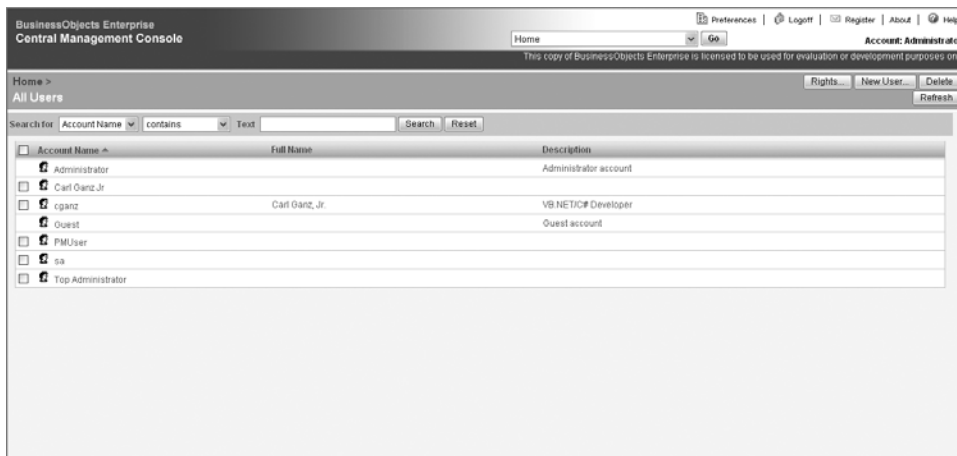 BusinessObjects Enterprise
Central Management Console
Preferences | Logoff | Register | About | Help
Home Go
Account: Administrato
This copy of BusinessObjects Enterprise is licensed to be used for evaluation or development purposes on
Home >
All Users
Rights... New User... Delete
Refresh
Search for Account Name contains Text Search Reset
Account Name Full Name Description
Administrator Administrator account
Carl Ganz Jr
cganz Carl Ganz, Jr. VB.NET/C# Developer
Guest Guest account
PMUser
sa
Top Administrator